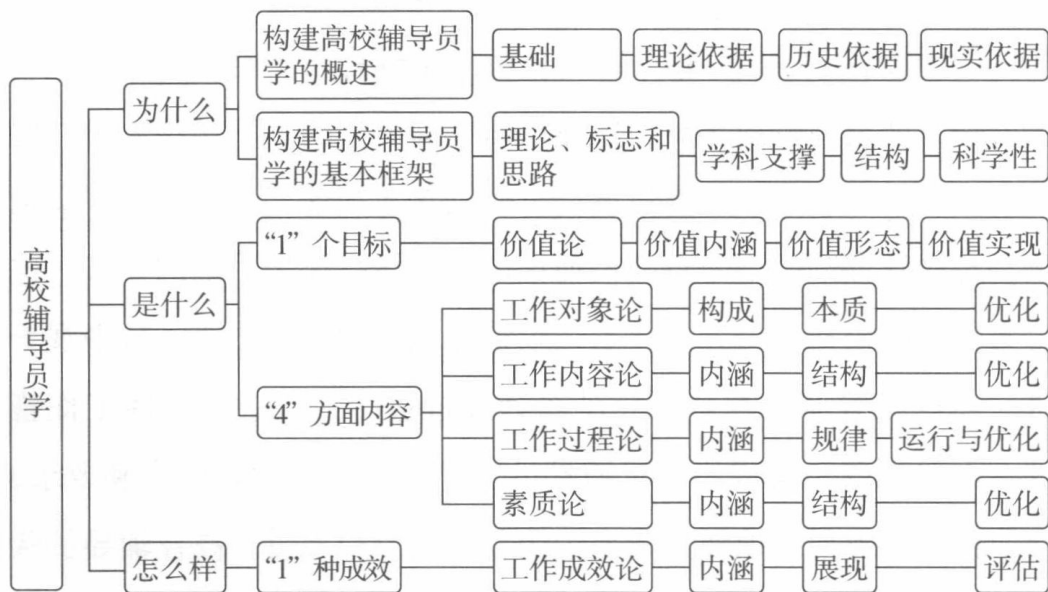 高校辅导员学
为什么
构建高校辅导员
学的概述
基础
理论依据
历史依据
现实依据
构建高校辅导员
学的基本框架
理论、标志和
思路
学科支撑
结构
科学性
是什么
“1”个目标
价值论
价值内涵
价值形态
价值实现
“4”方面内容
工作对象论
构成
本质
优化
工作内容论
内涵
结构
优化
工作过程论
内涵
规律
运行与优化
素质论
内涵
结构
优化
怎么样
“1”种成效
工作成效论
内涵
展现
评估